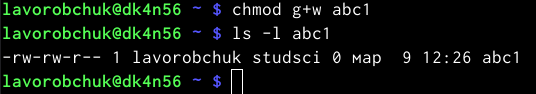 lavorobchuk@dk4n56 ~ $ chmod g+w abc1
lavorobchuk@dk4n56 ~ $ ls -l abc1
-rw-rw-r-- 1 lavorobchuk studsci 0 мар  9 12:26 abc1
lavorobchuk@dk4n56 ~ $